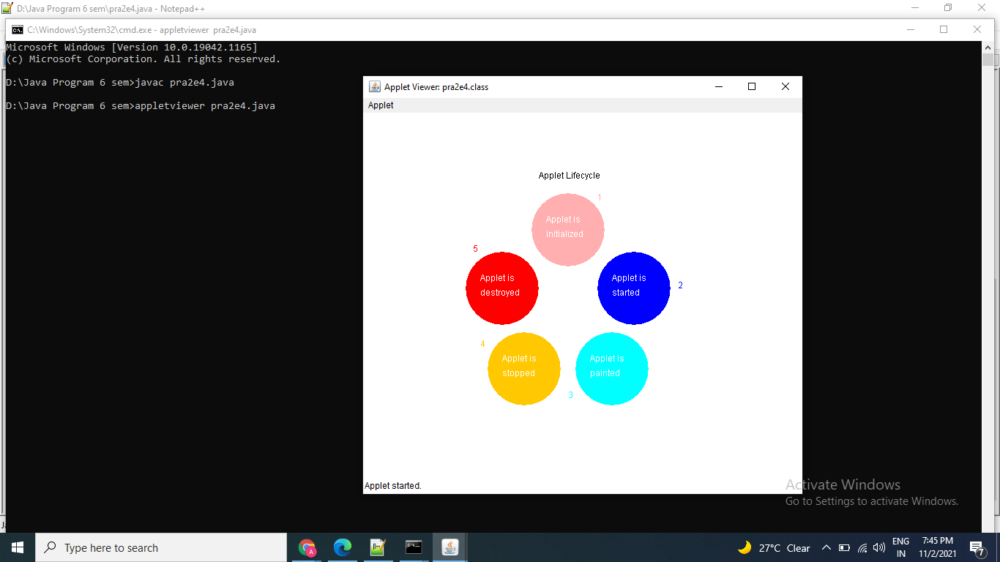 D:\Java Program 6 sem\pra2e4.java - Notepad++
C:\Windows\System32\cmd.exe - appletviewer  pra2e4.java
Microsoft Windows [Version 10.0.19042.1165]
(c) Microsoft Corporation. All rights reserved.
D:\Java Program 6 sem>javac pra2e4.java
D:\Java Program 6 sem>appletviewer pra2e4.java
Applet Viewer: pra2e4.class
Applet
Applet Lifecycle
1
Applet is
initialized
5
Applet is
destroyed
Applet is
started
2
4
Applet is
stopped
Applet is
painted
3
Applet started.
Activate Windows
Go to Settings to activate Windows.
Type here to search
27°C Clear
ENG
IN
7:45 PM
11/2/2021
7